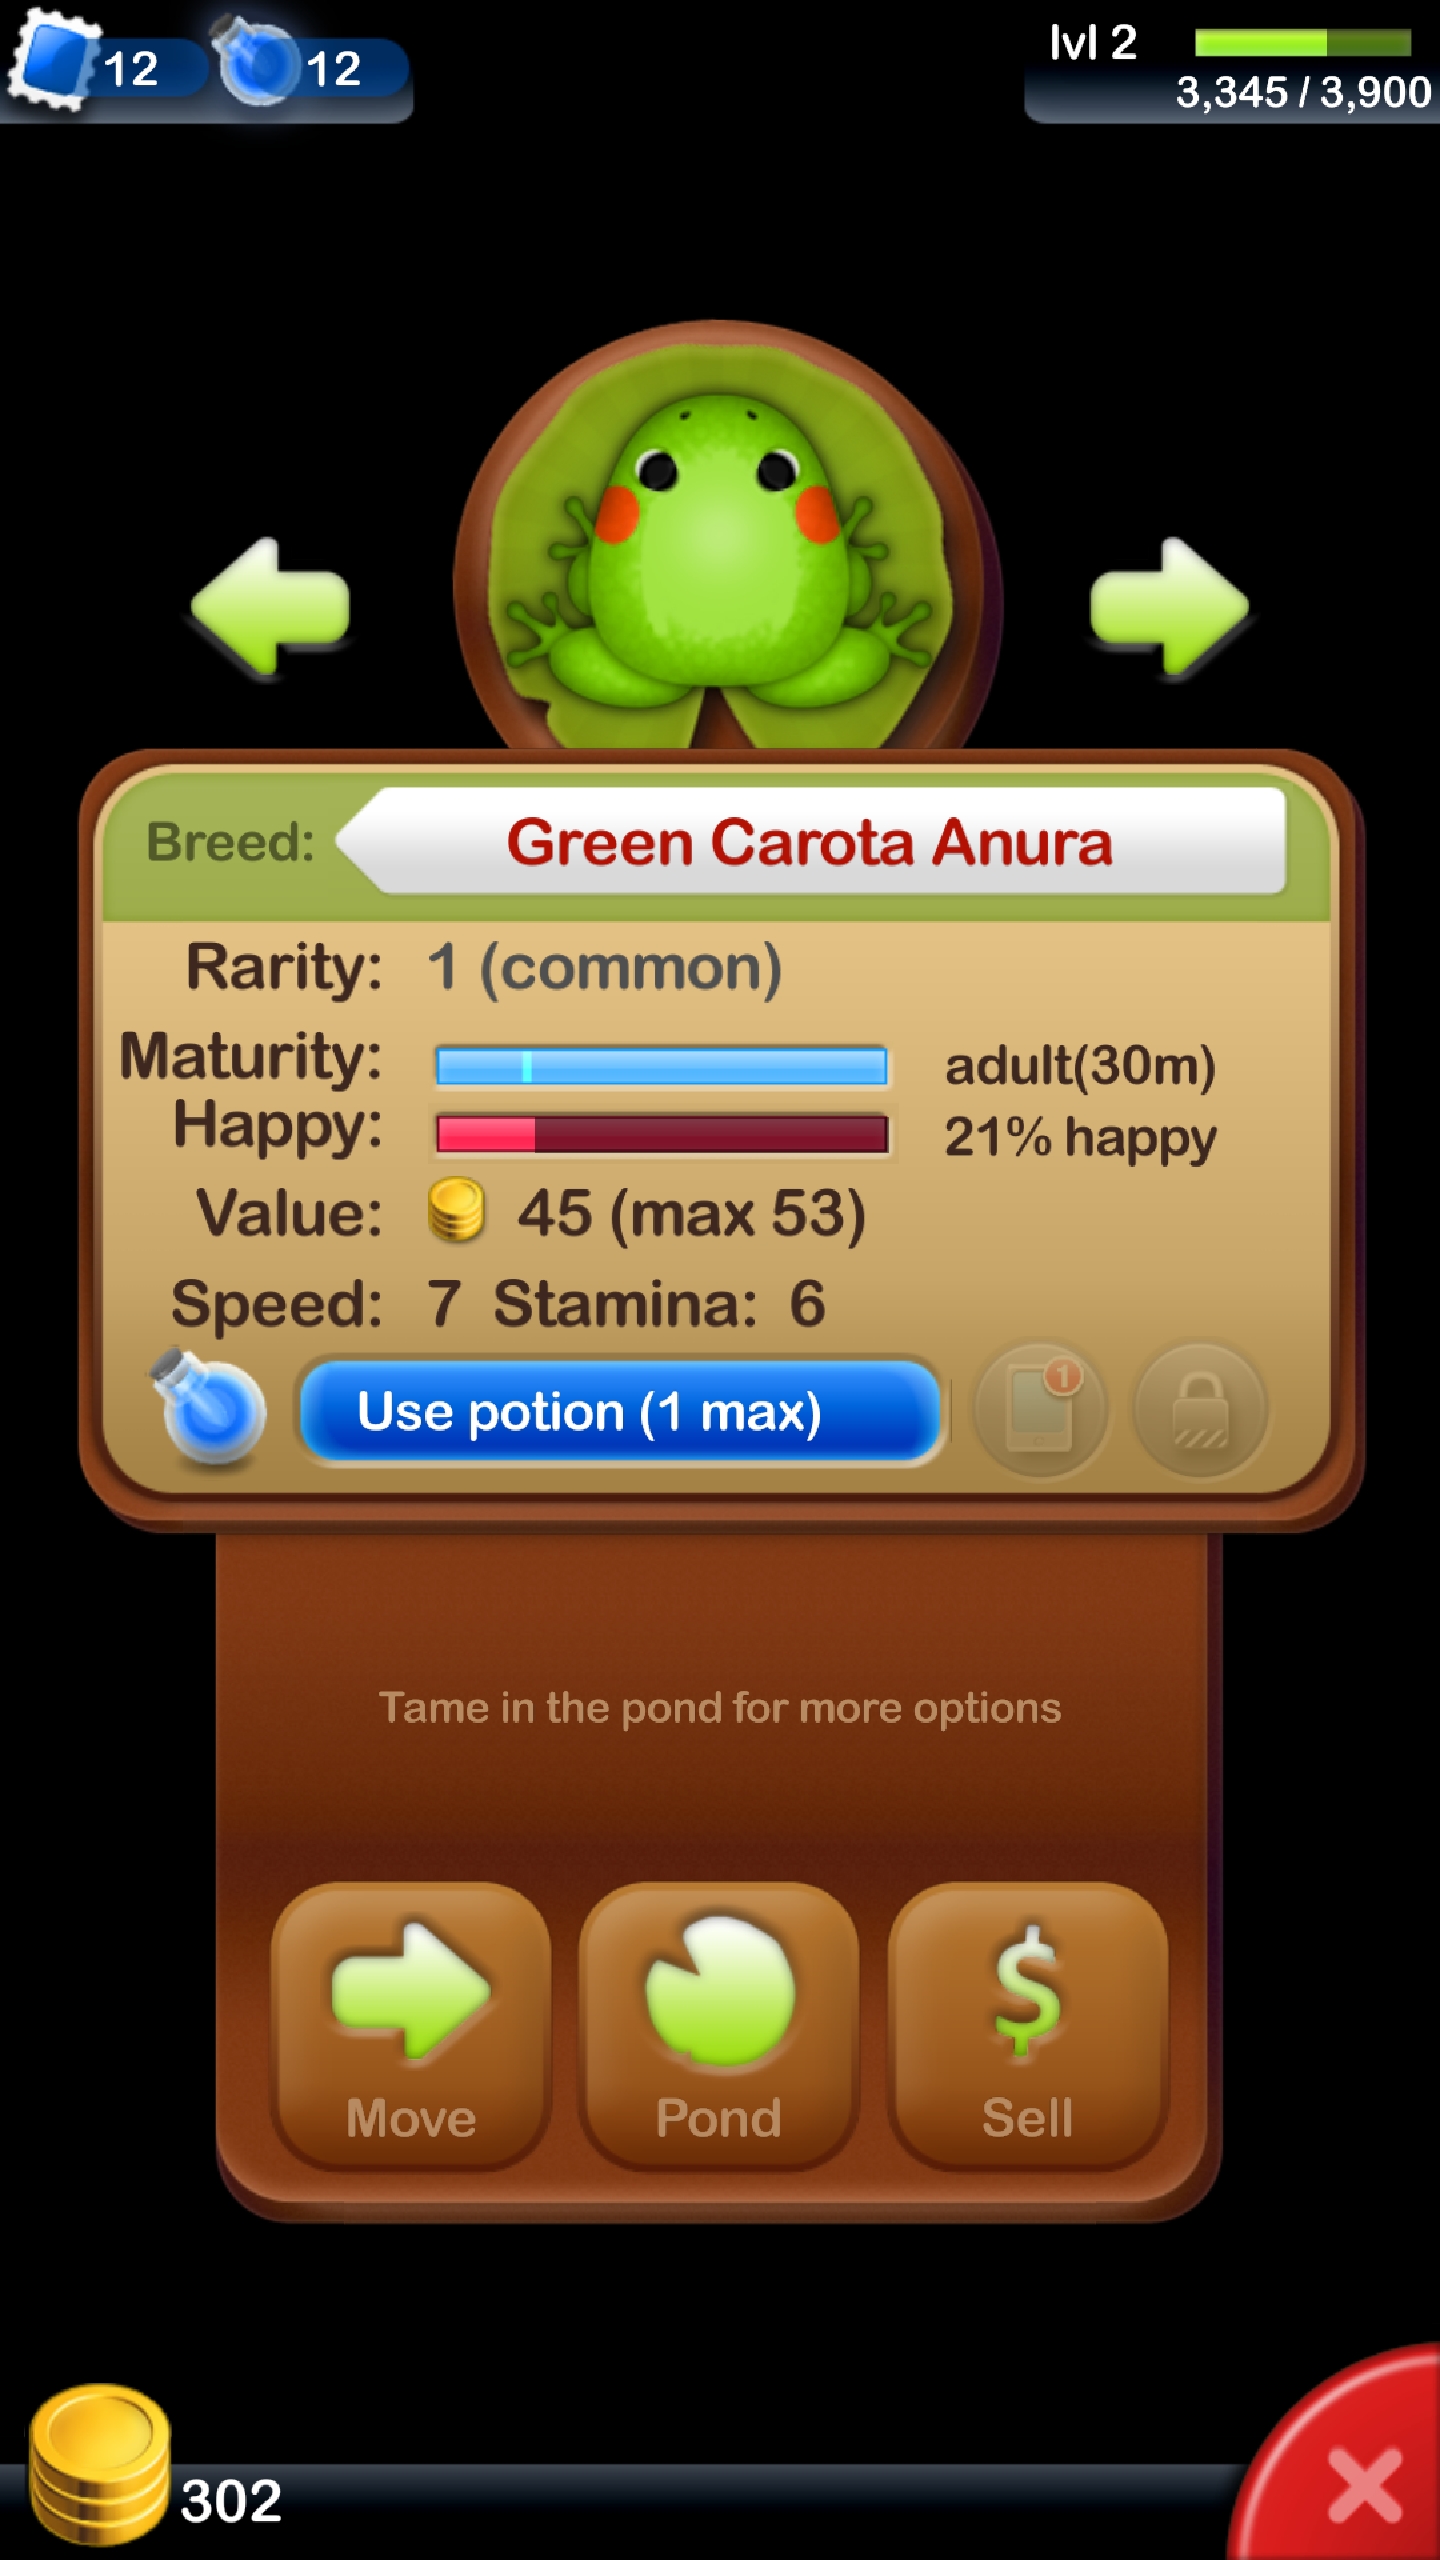 12
12
lvl 2
3,345 / 3,900
Breed: Green Carota Anura
Rarity: 1 (common)
Maturity: adult(30m)
Happy: 21% happy
Value: 45 (max 53)
Speed: 7 Stamina: 6
Use potion (1 max)
1
Tame in the pond for more options
$
Move
Pond
Sell
302